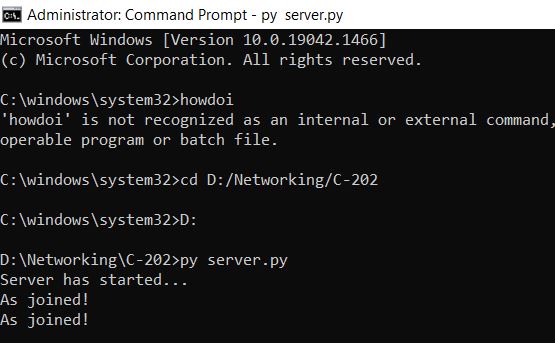 Administrator: Command Prompt - py  server.py
Microsoft Windows [Version 10.0.19042.1466]
(c) Microsoft Corporation. All rights reserved.
C:\windows\system32>howdoi
'howdoi' is not recognized as an internal or external command,
operable program or batch file.
C:\windows\system32>cd D:/Networking/C-202
C:\windows\system32>D:
D:\Networking\C-202>py server.py
Server has started...
As joined!
As joined!